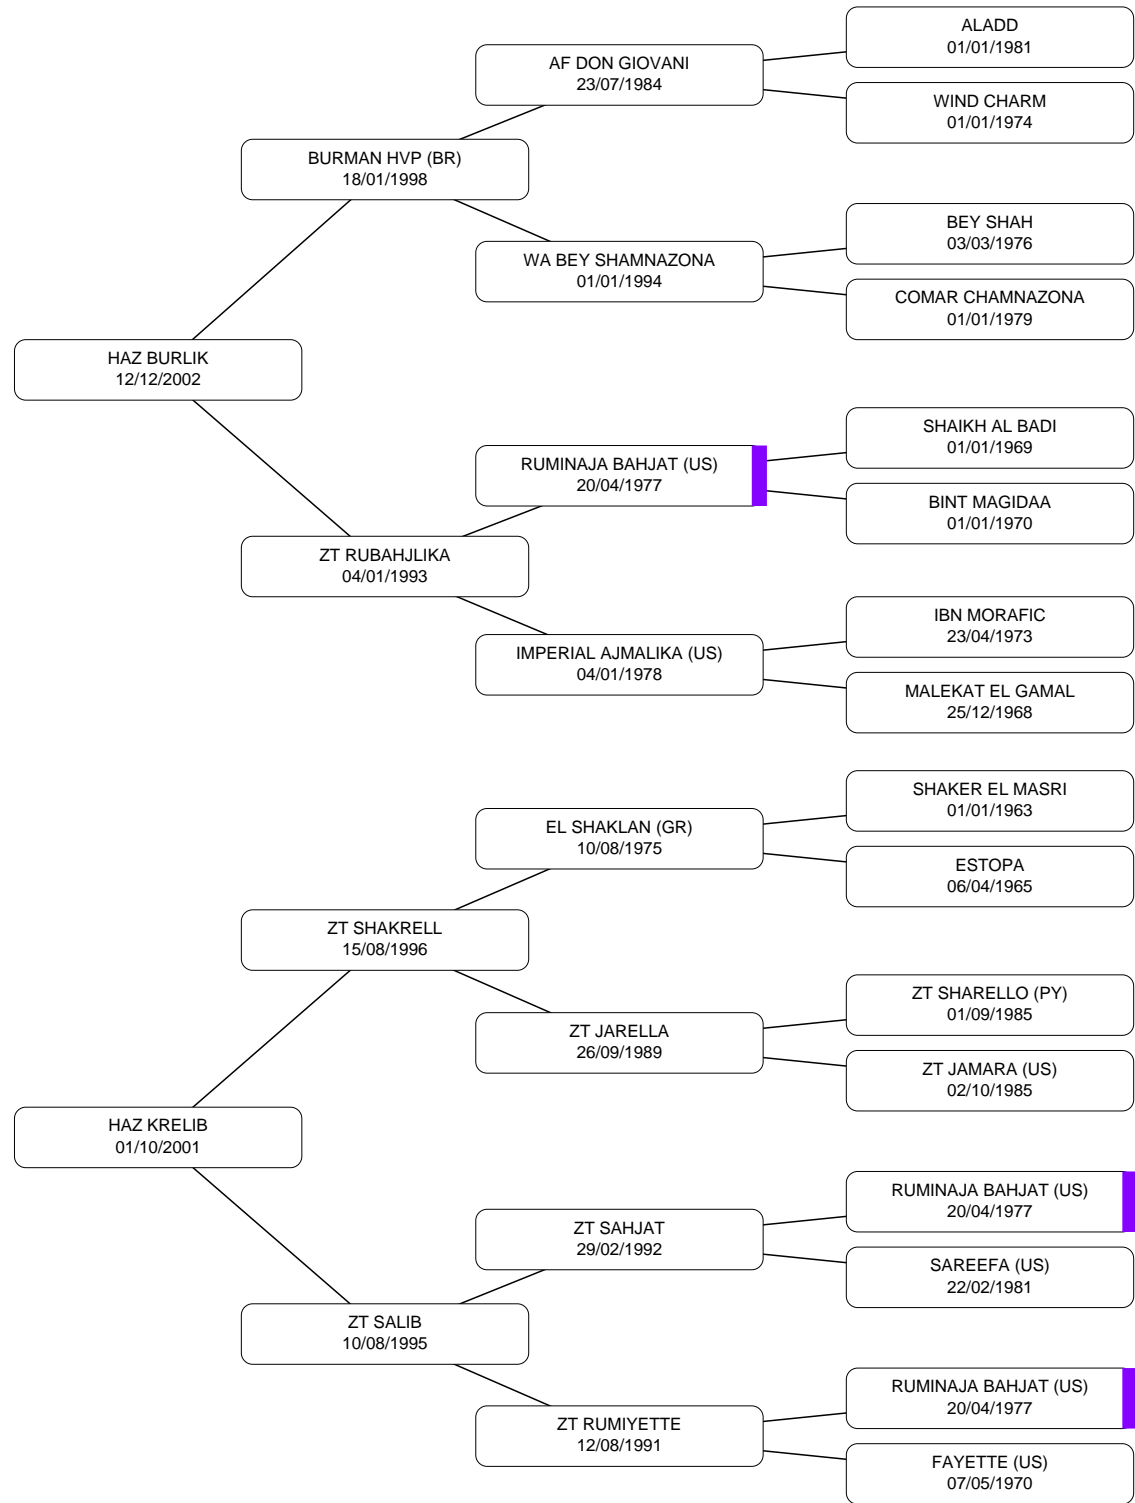 ALADD
01/01/1981
AF DON GIOVANI
23/07/1984
WIND CHARM
01/01/1974
BURMAN HVP (BR)
18/01/1998
BEY SHAH
03/03/1976
WA BEY SHAMNAZONA
01/01/1994
COMAR CHAMNAZONA
01/01/1979
HAZ BURLIK
12/12/2002
SHAIKH AL BADI
01/01/1969
RUMINAJA BAHJAT (US)
20/04/1977
BINT MAGIDAA
01/01/1970
ZT RUBAHJLIKA
04/01/1993
IBN MORAFIC
23/04/1973
IMPERIAL AJMALIKA (US)
04/01/1978
MALEKAT EL GAMAL
25/12/1968
SHAKER EL MASRI
01/01/1963
EL SHAKLAN (GR)
10/08/1975
ESTOPA
06/04/1965
ZT SHAKRELL
15/08/1996
ZT SHARELLO (PY)
01/09/1985
ZT JARELLA
26/09/1989
ZT JAMARA (US)
02/10/1985
HAZ KRELIB
01/10/2001
RUMINAJA BAHJAT (US)
20/04/1977
ZT SAHJAT
29/02/1992
SAREEFA (US)
22/02/1981
ZT SALIB
10/08/1995
RUMINAJA BAHJAT (US)
20/04/1977
ZT RUMIYETTE
12/08/1991
FAYETTE (US)
07/05/1970